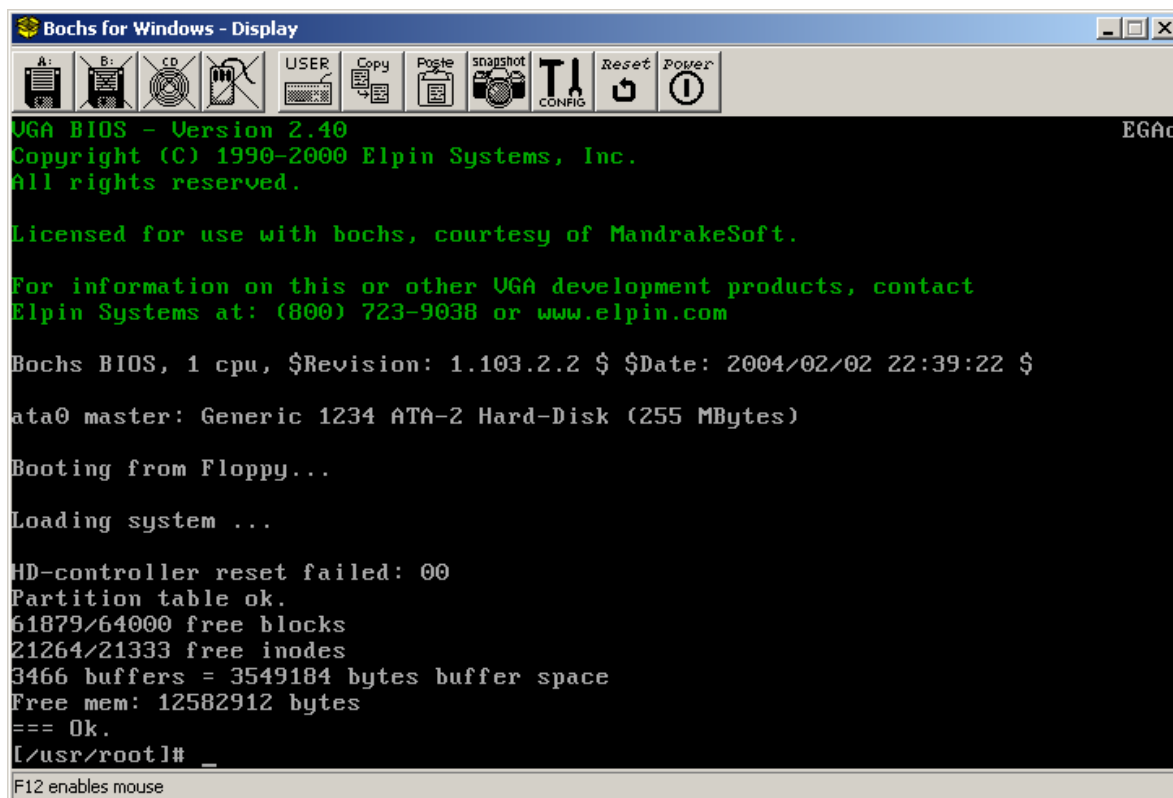 Bochs for Windows - Display
A: B: CD USER Copy Paste snapshot CONFIG Reset Power
VGA BIOS - Version 2.40 EGAc
Copyright (C) 1990-2000 Elpin Systems, Inc.
All rights reserved.
Licensed for use with bochs, courtesy of MandrakeSoft.
For information on this or other VGA development products, contact
Elpin Systems at: (800) 723-9038 or www.elpin.com
Bochs BIOS, 1 cpu, $Revision: 1.103.2.2 $ $Date: 2004/02/02 22:39:22 $
ata0 master: Generic 1234 ATA-2 Hard-Disk (255 MBytes)
Booting from Floppy...
Loading system ...
HD-controller reset failed: 00
Partition table ok.
61879/64000 free blocks
21264/21333 free inodes
3466 buffers = 3549184 bytes buffer space
Free mem: 12582912 bytes
=== Ok.
[/usr/root]# _
F12 enables mouse